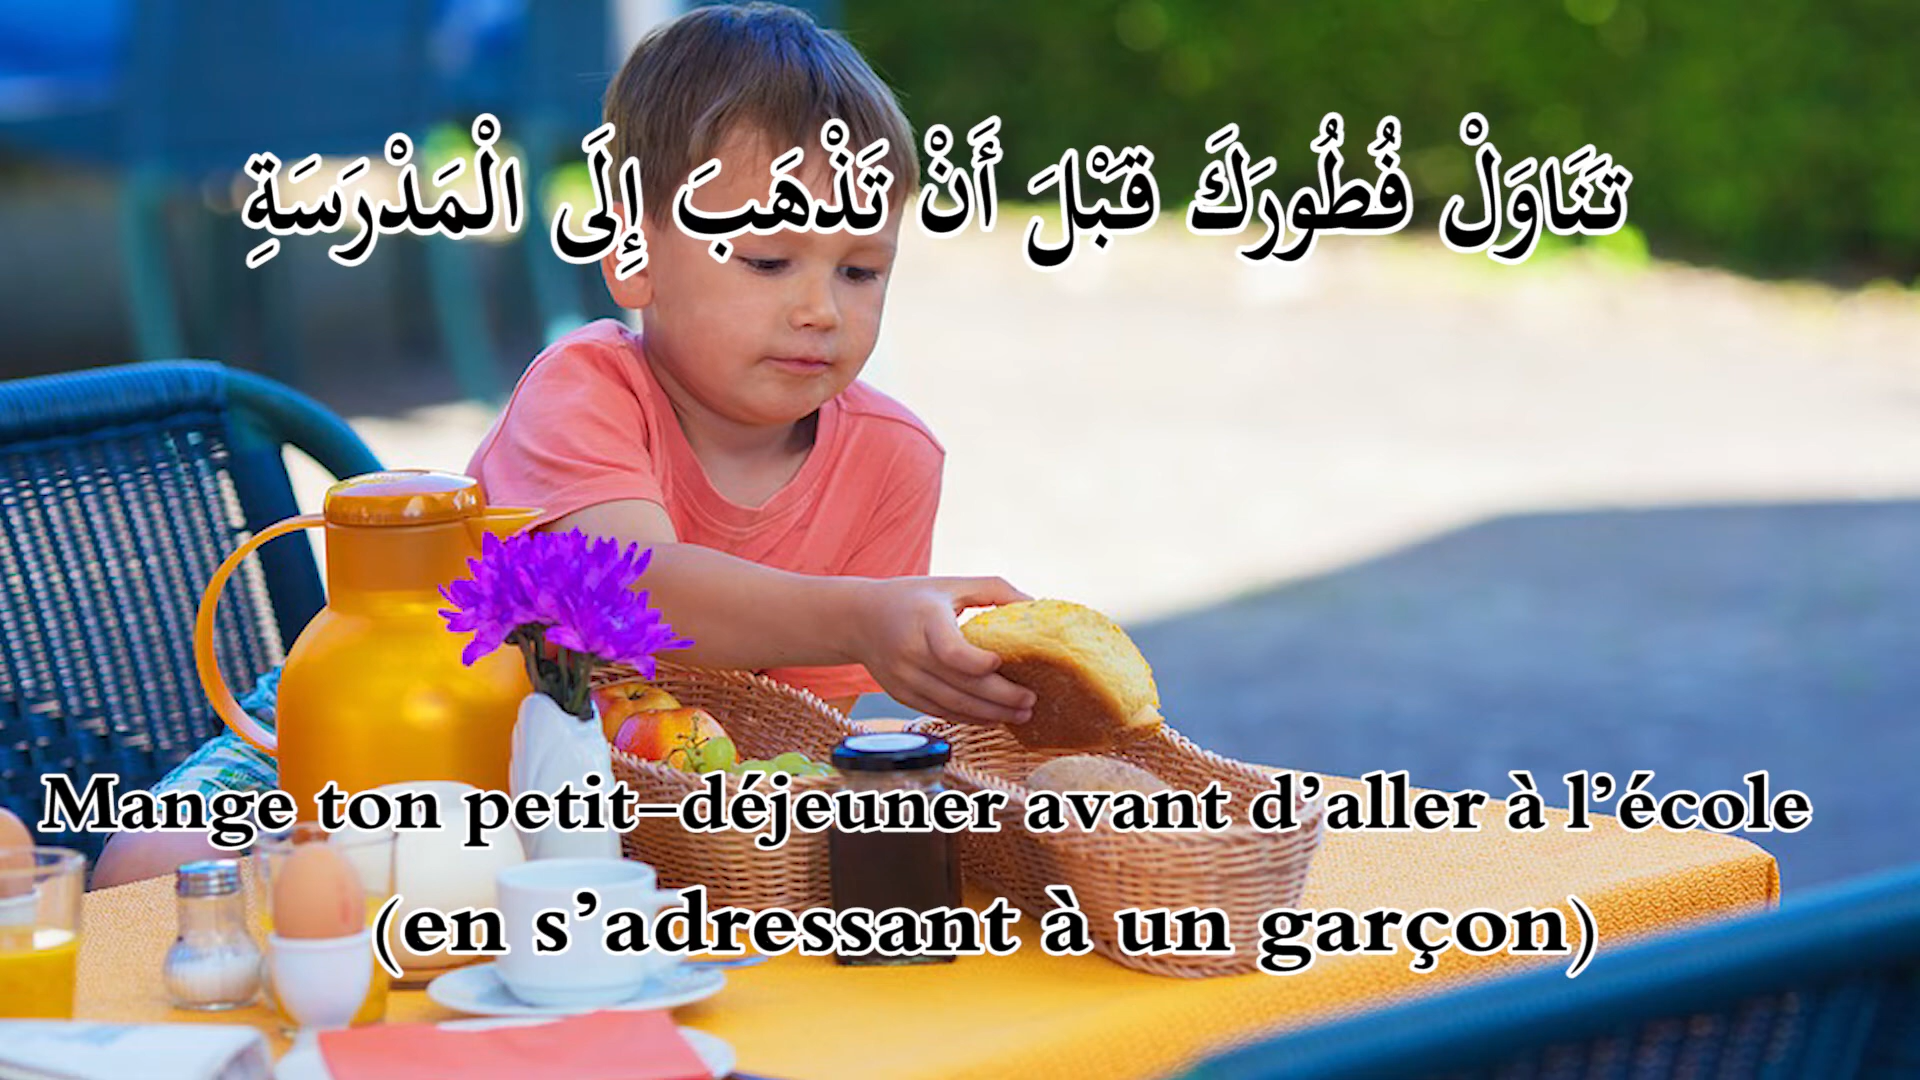 تَنَاوَلْ فُطُورَكَ قَبْلَ أَنْ تَذْهَبَ إِلَى الْمَدْرَسَةِ
Mange ton petit-déjeuner avant d’aller à l’école
(en s’adressant à un garçon)